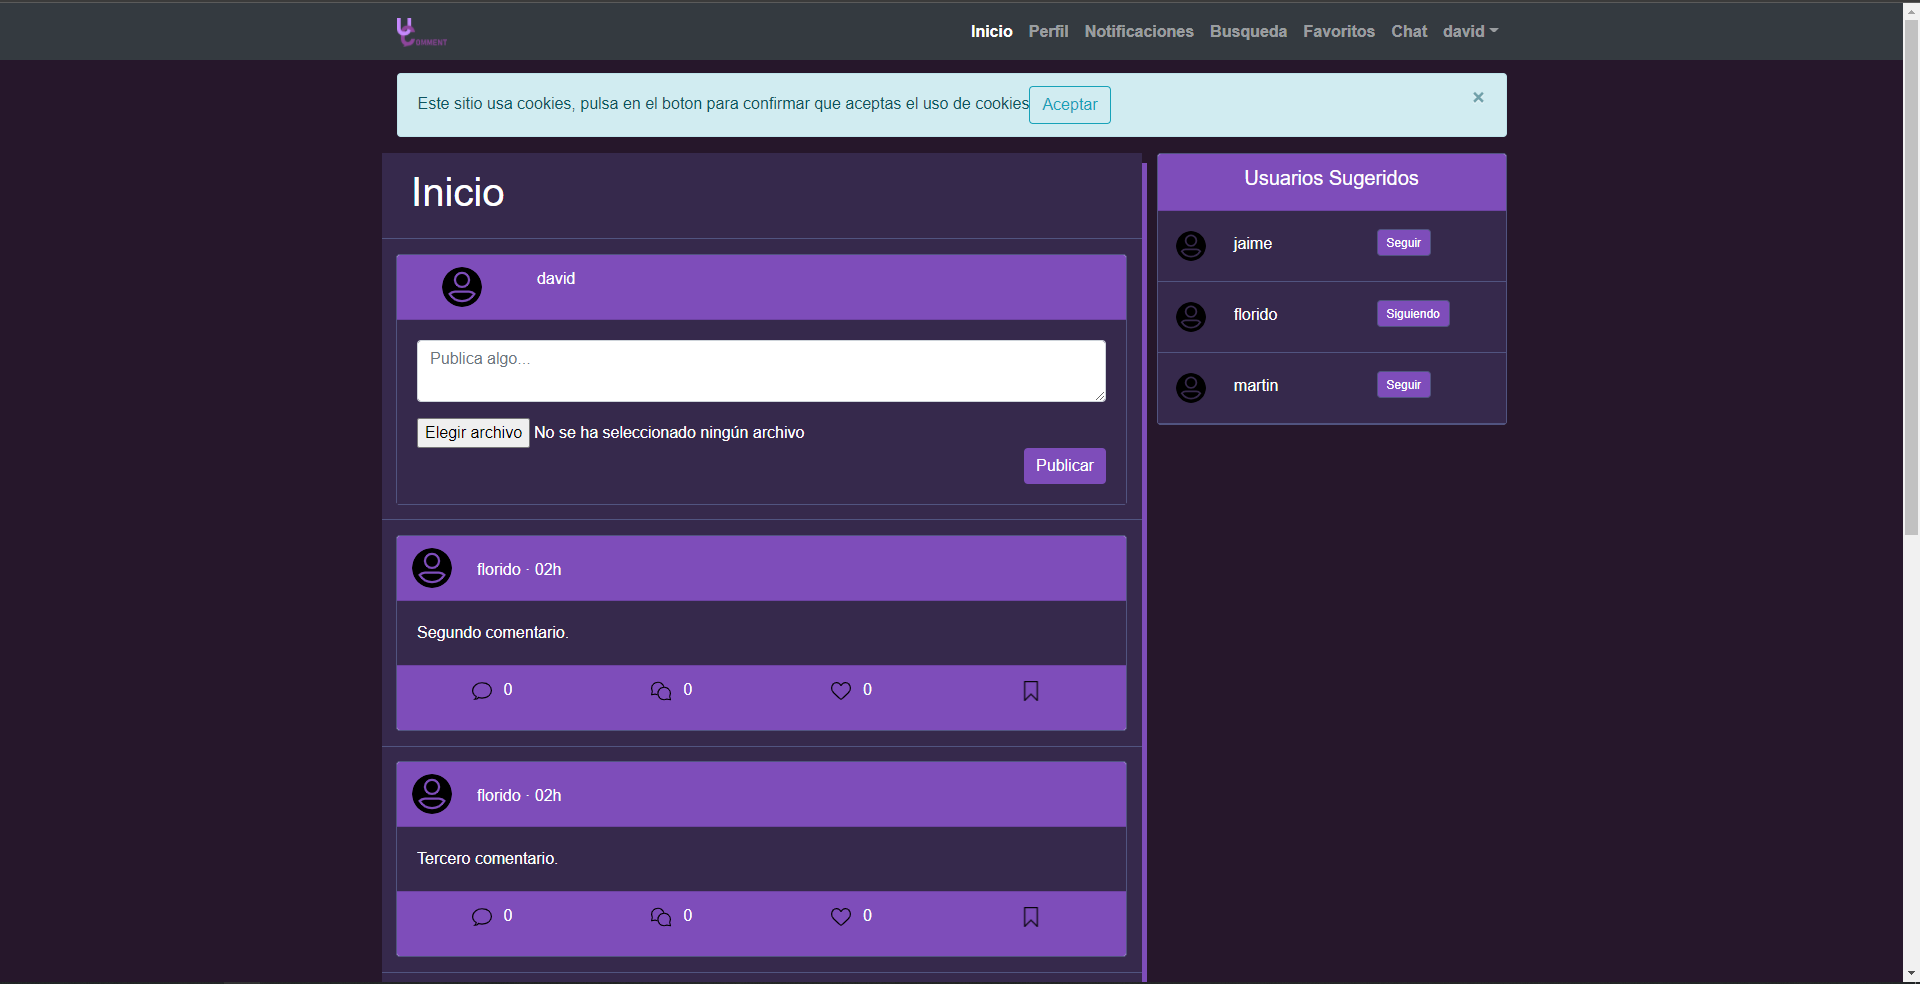 U
COMMENT
Inicio Perfil Notificaciones Busqueda Favoritos Chat david
Este sitio usa cookies, pulsa en el boton para confirmar que aceptas el uso de cookies Aceptar ×
Inicio
david
Publica algo...
Elegir archivo No se ha seleccionado ningún archivo
Publicar
florido · 02h
Segundo comentario.
0 0 0
florido · 02h
Tercero comentario.
0 0 0
Usuarios Sugeridos
jaime Seguir
florido Siguiendo
martin Seguir